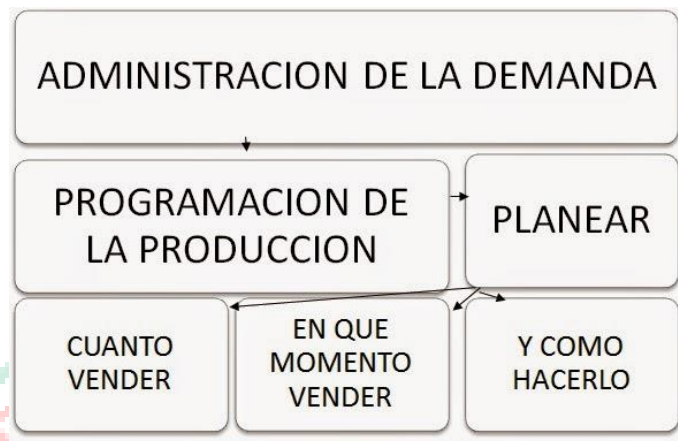 ADMINISTRACION DE LA DEMANDA
PROGRAMACION DE
LA PRODUCCION
PLANEAR
CUANTO
VENDER
EN QUE
MOMENTO
VENDER
Y COMO
HACERLO